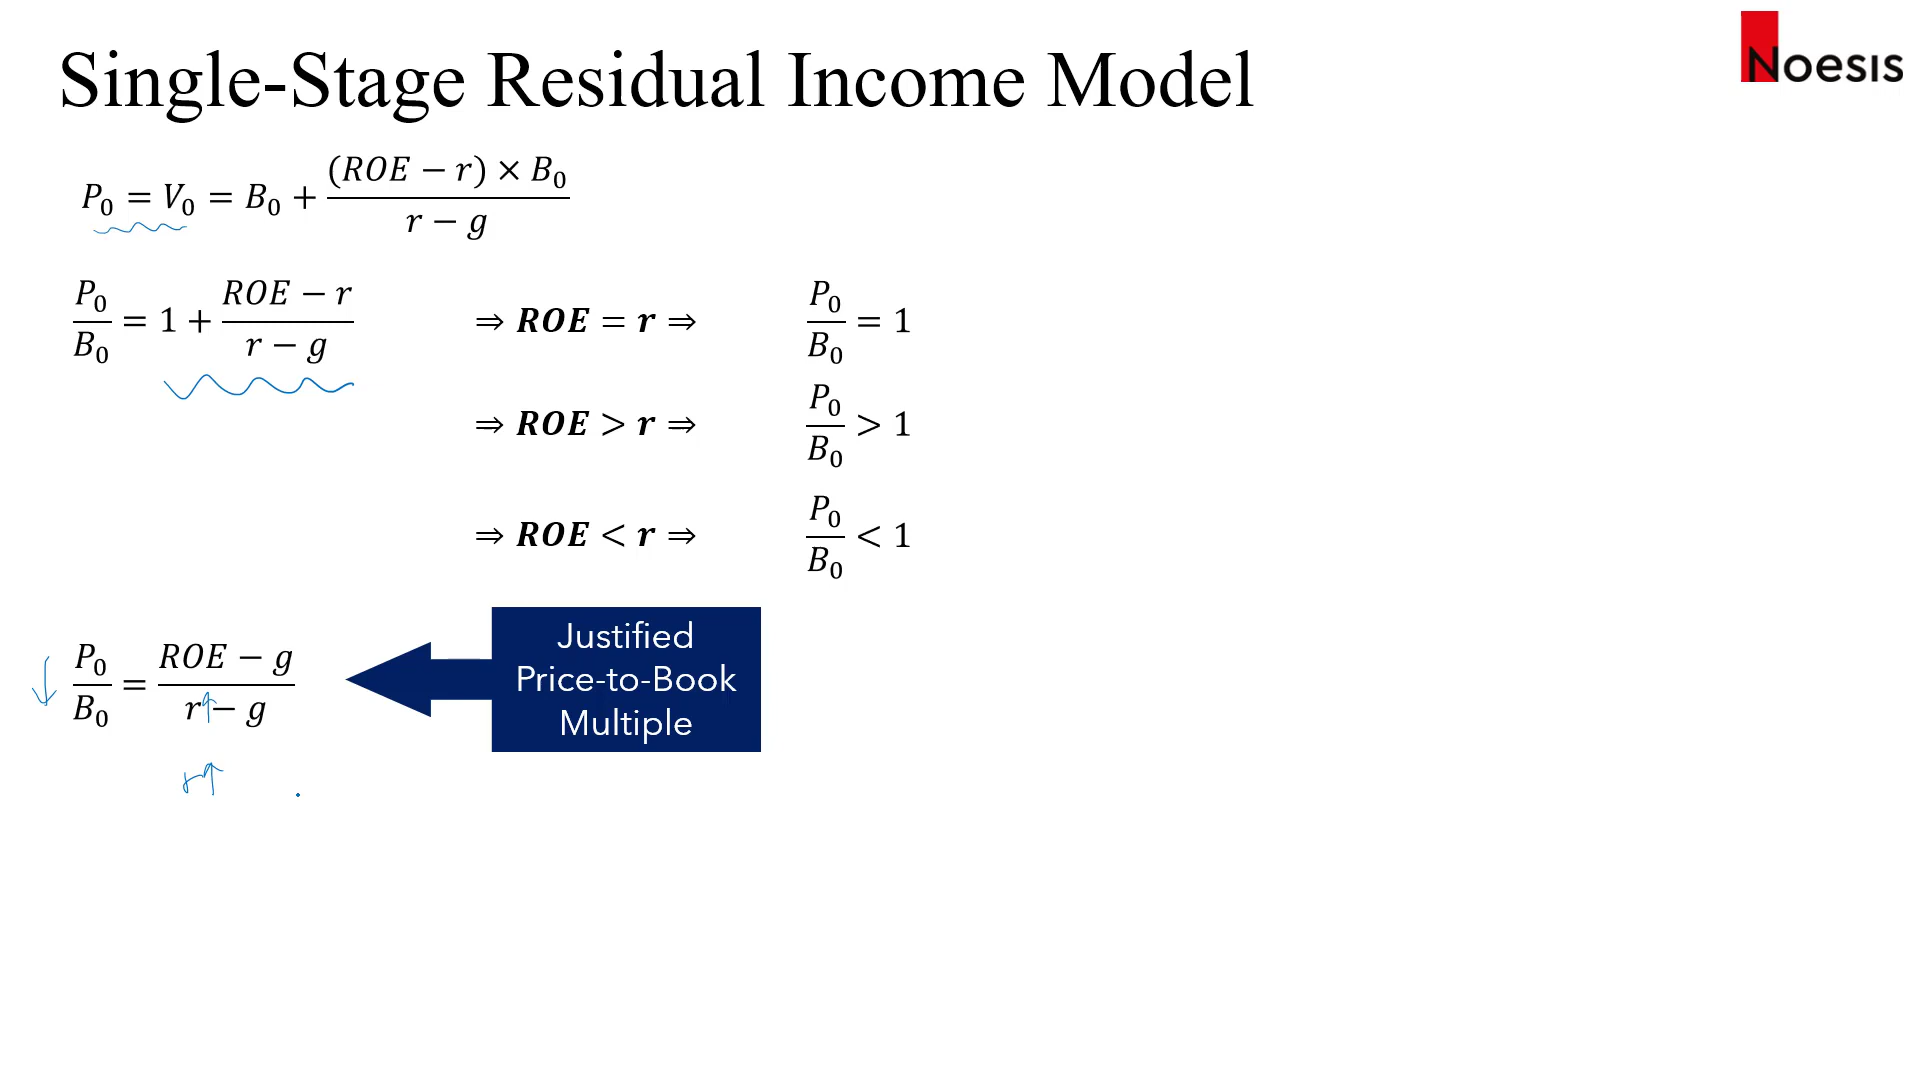 Single-Stage Residual Income Model
Noesis
P₀ = V₀ = B₀ + ((ROE − r) × B₀)/(r − g)
P₀/B₀ = 1 + (ROE − r)/(r − g) ⇒ ROE = r ⇒ P₀/B₀ = 1
⇒ ROE > r ⇒ P₀/B₀ > 1
⇒ ROE < r ⇒ P₀/B₀ < 1
↓ P₀/B₀ = (ROE − g)/(r↑ − g)
Justified
Price-to-Book
Multiple
r↑